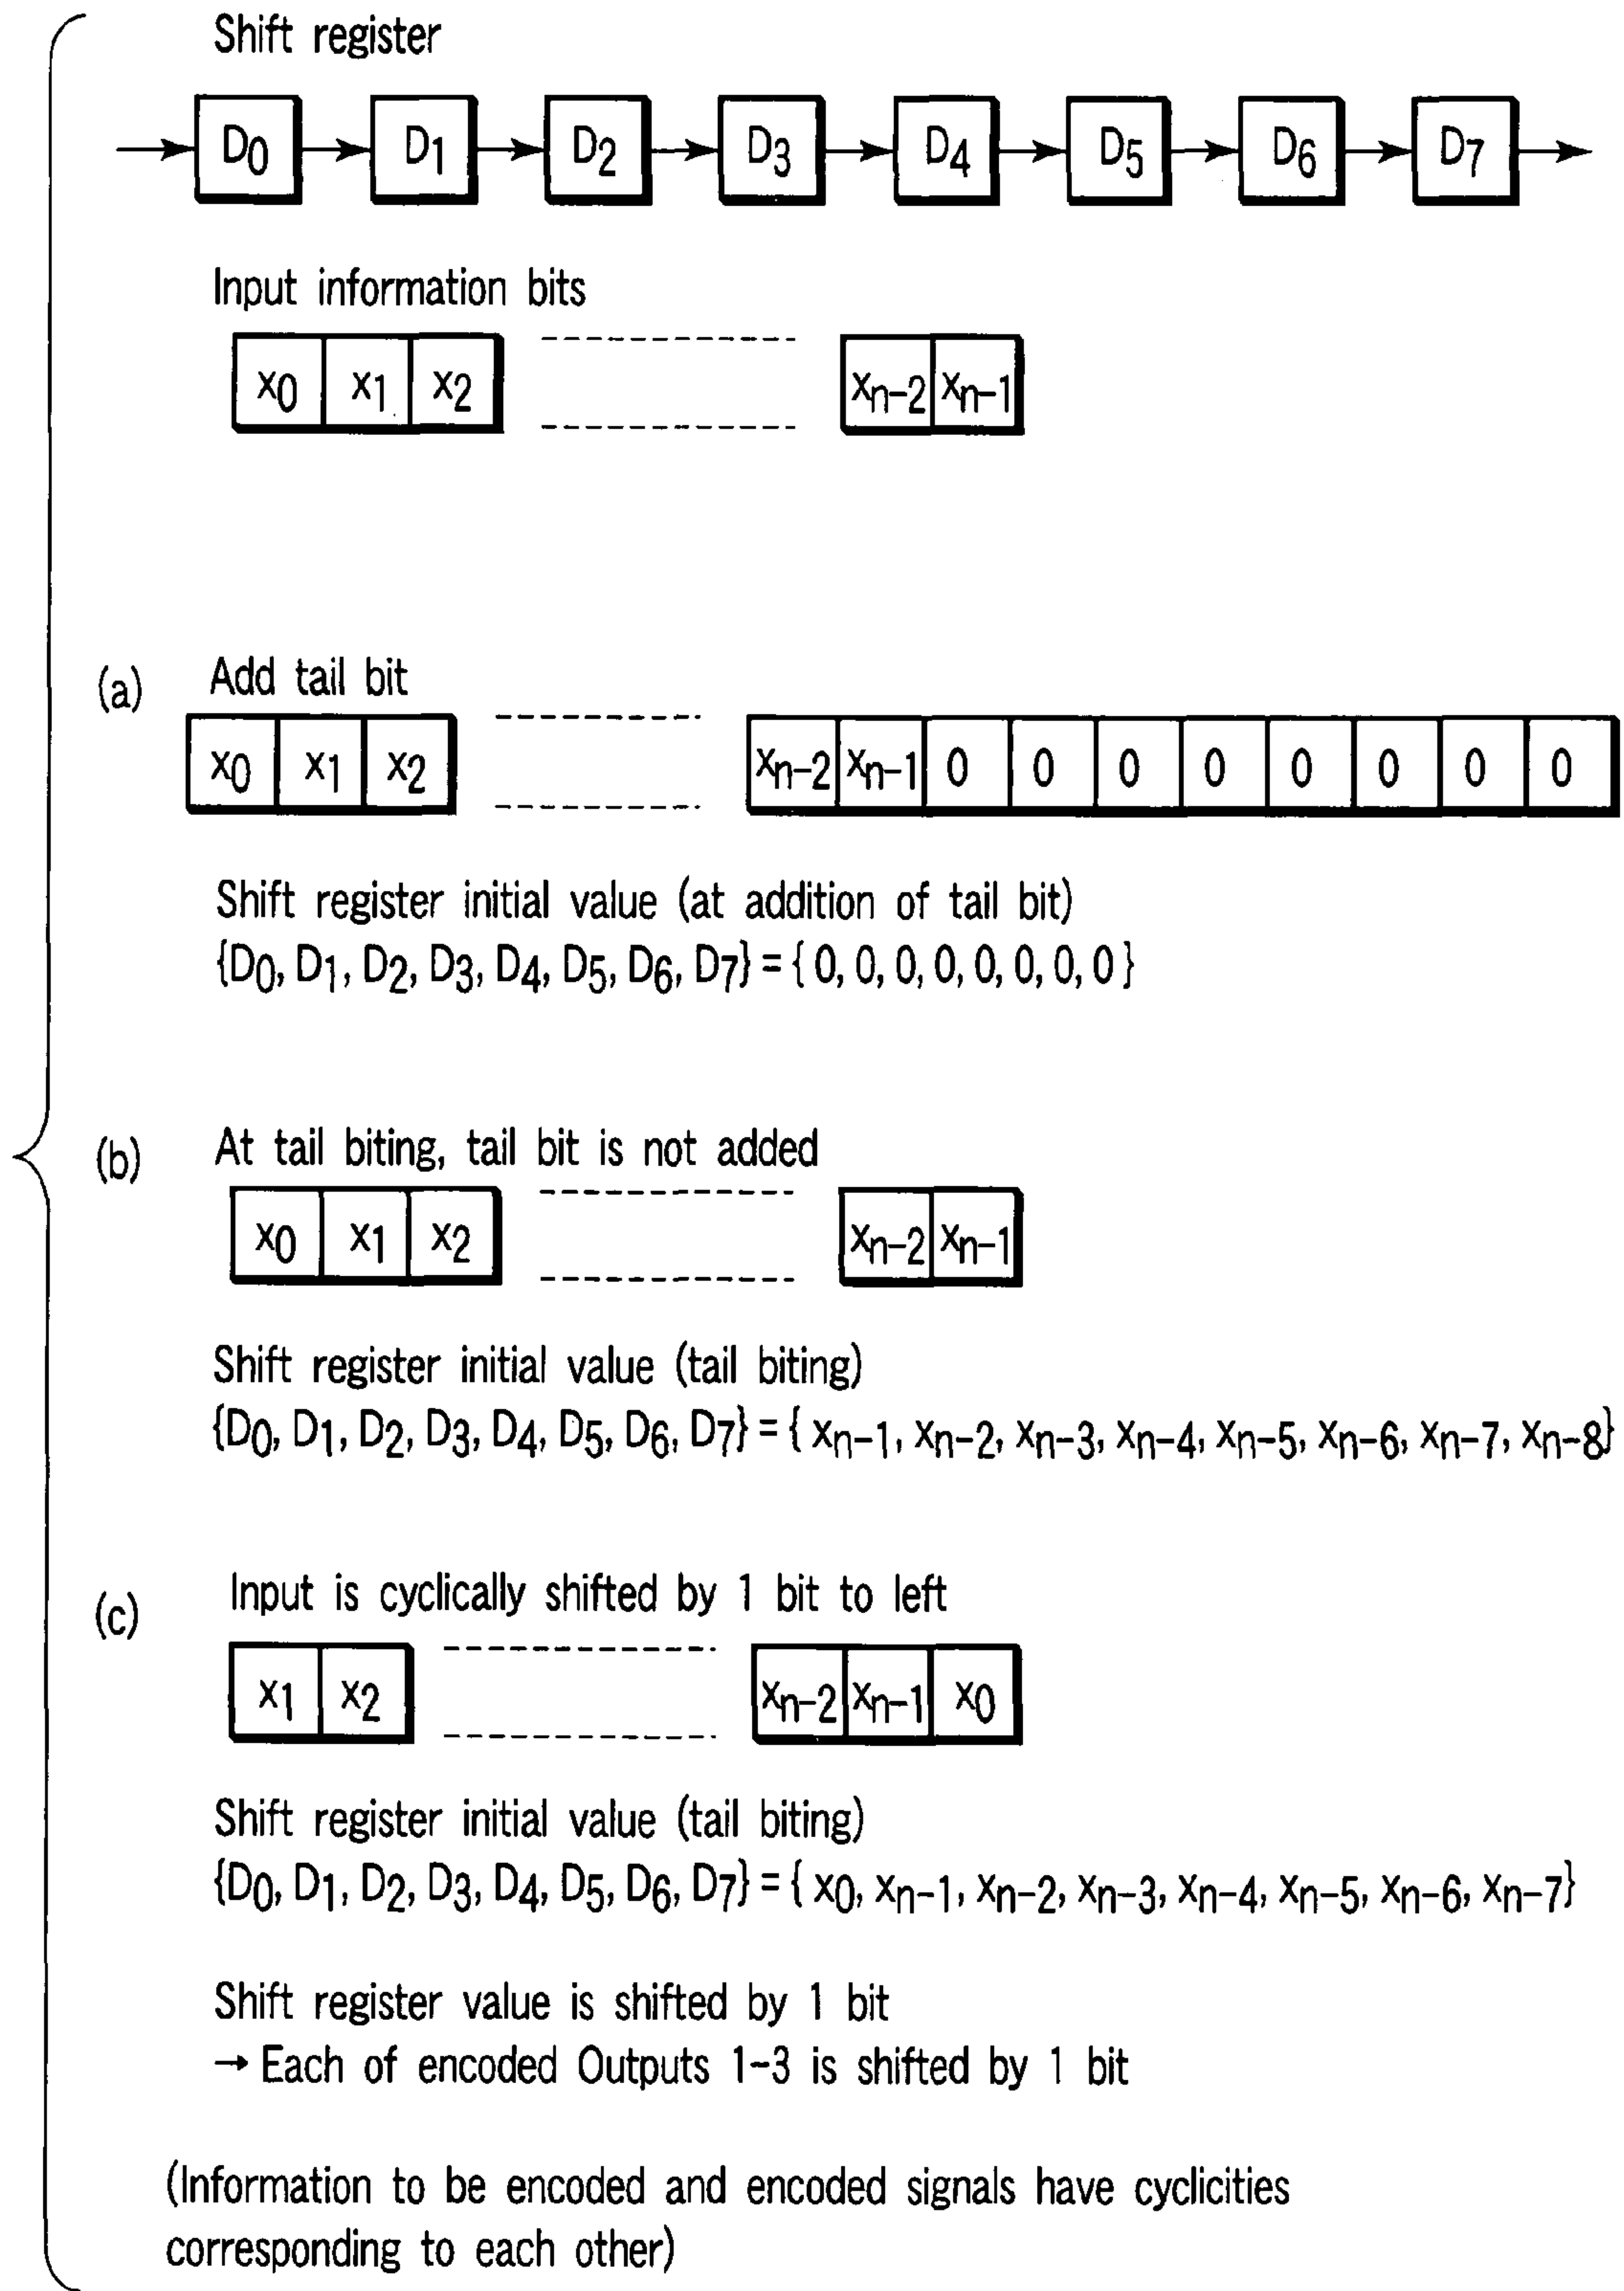 Shift register
D0 D1 D2 D3 D4 D5 D6 D7
Input information bits
x0 x1 x2 xn-2 xn-1
(a) Add tail bit
x0 x1 x2 xn-2 xn-1 0 0 0 0 0 0 0 0
Shift register initial value (at addition of tail bit)
{D0, D1, D2, D3, D4, D5, D6, D7} = { 0, 0, 0, 0, 0, 0, 0, 0 }
(b) At tail biting, tail bit is not added
x0 x1 x2 xn-2 xn-1
Shift register initial value (tail biting)
{D0, D1, D2, D3, D4, D5, D6, D7} = { xn-1, xn-2, xn-3, xn-4, xn-5, xn-6, xn-7, xn-8}
(c) Input is cyclically shifted by 1 bit to left
x1 x2 xn-2 xn-1 x0
Shift register initial value (tail biting)
{D0, D1, D2, D3, D4, D5, D6, D7} = { x0, xn-1, xn-2, xn-3, xn-4, xn-5, xn-6, xn-7}
Shift register value is shifted by 1 bit
→ Each of encoded Outputs 1-3 is shifted by 1 bit
(Information to be encoded and encoded signals have cyclicities
corresponding to each other)